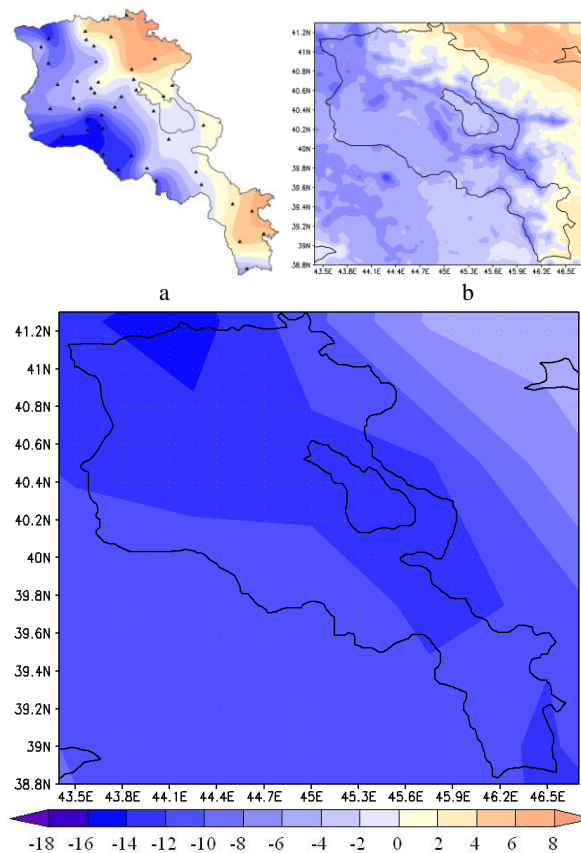 41.2N
41N
40.8N
40.6N
40.4N
40.2N
40N
39.8N
39.6N
39.4N
39.2N
39N
38.8N
43.5E 43.8E 44.1E 44.4E 44.7E 45E 45.3E 45.6E 45.9E 46.2E 46.5E
a
b
41.2N
41N
40.8N
40.6N
40.4N
40.2N
40N
39.8N
39.6N
39.4N
39.2N
39N
38.8N
43.5E 43.8E 44.1E 44.4E 44.7E 45E 45.3E 45.6E 45.9E 46.2E 46.5E
-18 -16 -14 -12 -10 -8 -6 -4 -2 0 2 4 6 8